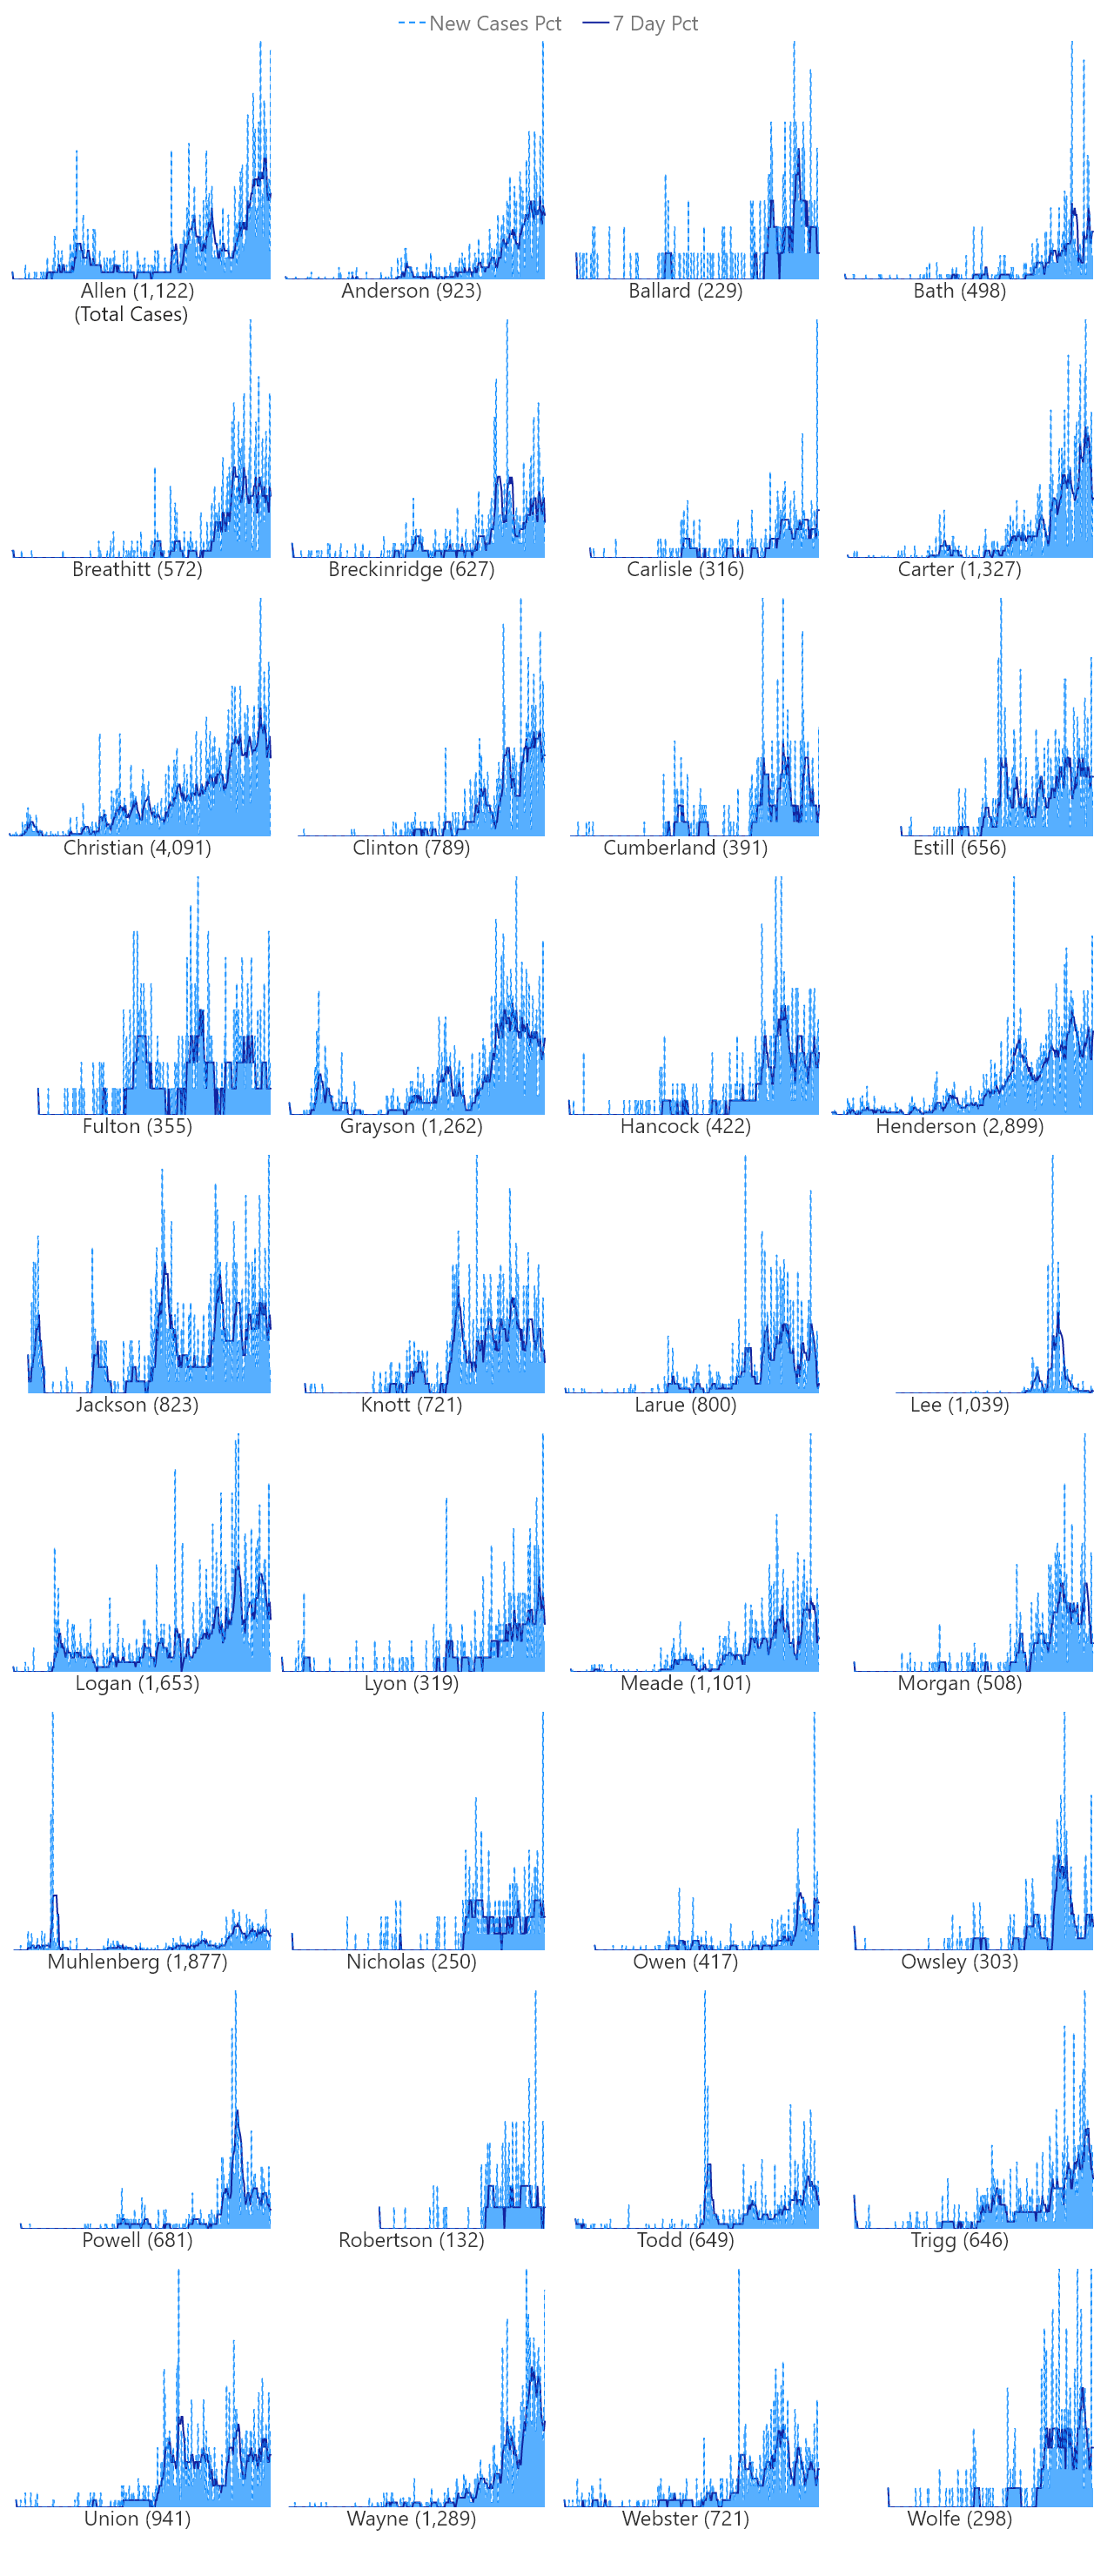 New Cases Pct 7 Day Pct
Allen (1,122) Anderson (923) Ballard (229) Bath (498)
(Total Cases)
Breathitt (572) Breckinridge (627) Carlisle (316) Carter (1,327)
Christian (4,091) Clinton (789) Cumberland (391) Estill (656)
Fulton (355) Grayson (1,262) Hancock (422) Henderson (2,899)
Jackson (823) Knott (721) Larue (800) Lee (1,039)
Logan (1,653) Lyon (319) Meade (1,101) Morgan (508)
Muhlenberg (1,877) Nicholas (250) Owen (417) Owsley (303)
Powell (681) Robertson (132) Todd (649) Trigg (646)
Union (941) Wayne (1,289) Webster (721) Wolfe (298)